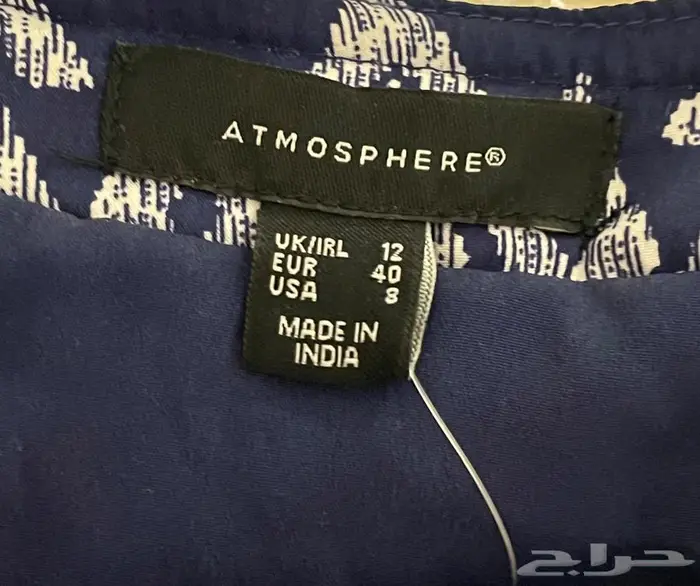 ATMOSPHERE®
UK/IRL 12
EUR 40
USA 8
MADE IN
INDIA
حراج